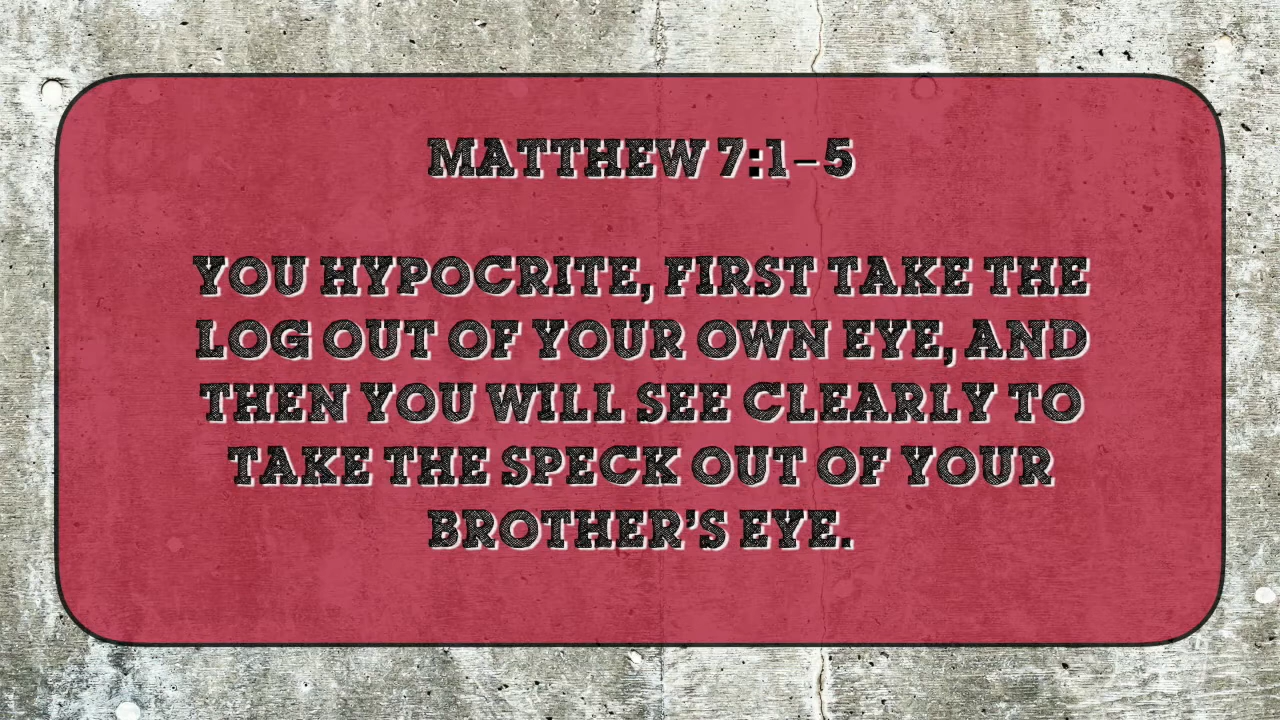 MATTHEW 7:1–5
YOU HYPOCRITE, FIRST TAKE THE
LOG OUT OF YOUR OWN EYE, AND
THEN YOU WILL SEE CLEARLY TO
TAKE THE SPECK OUT OF YOUR
BROTHER’S EYE.